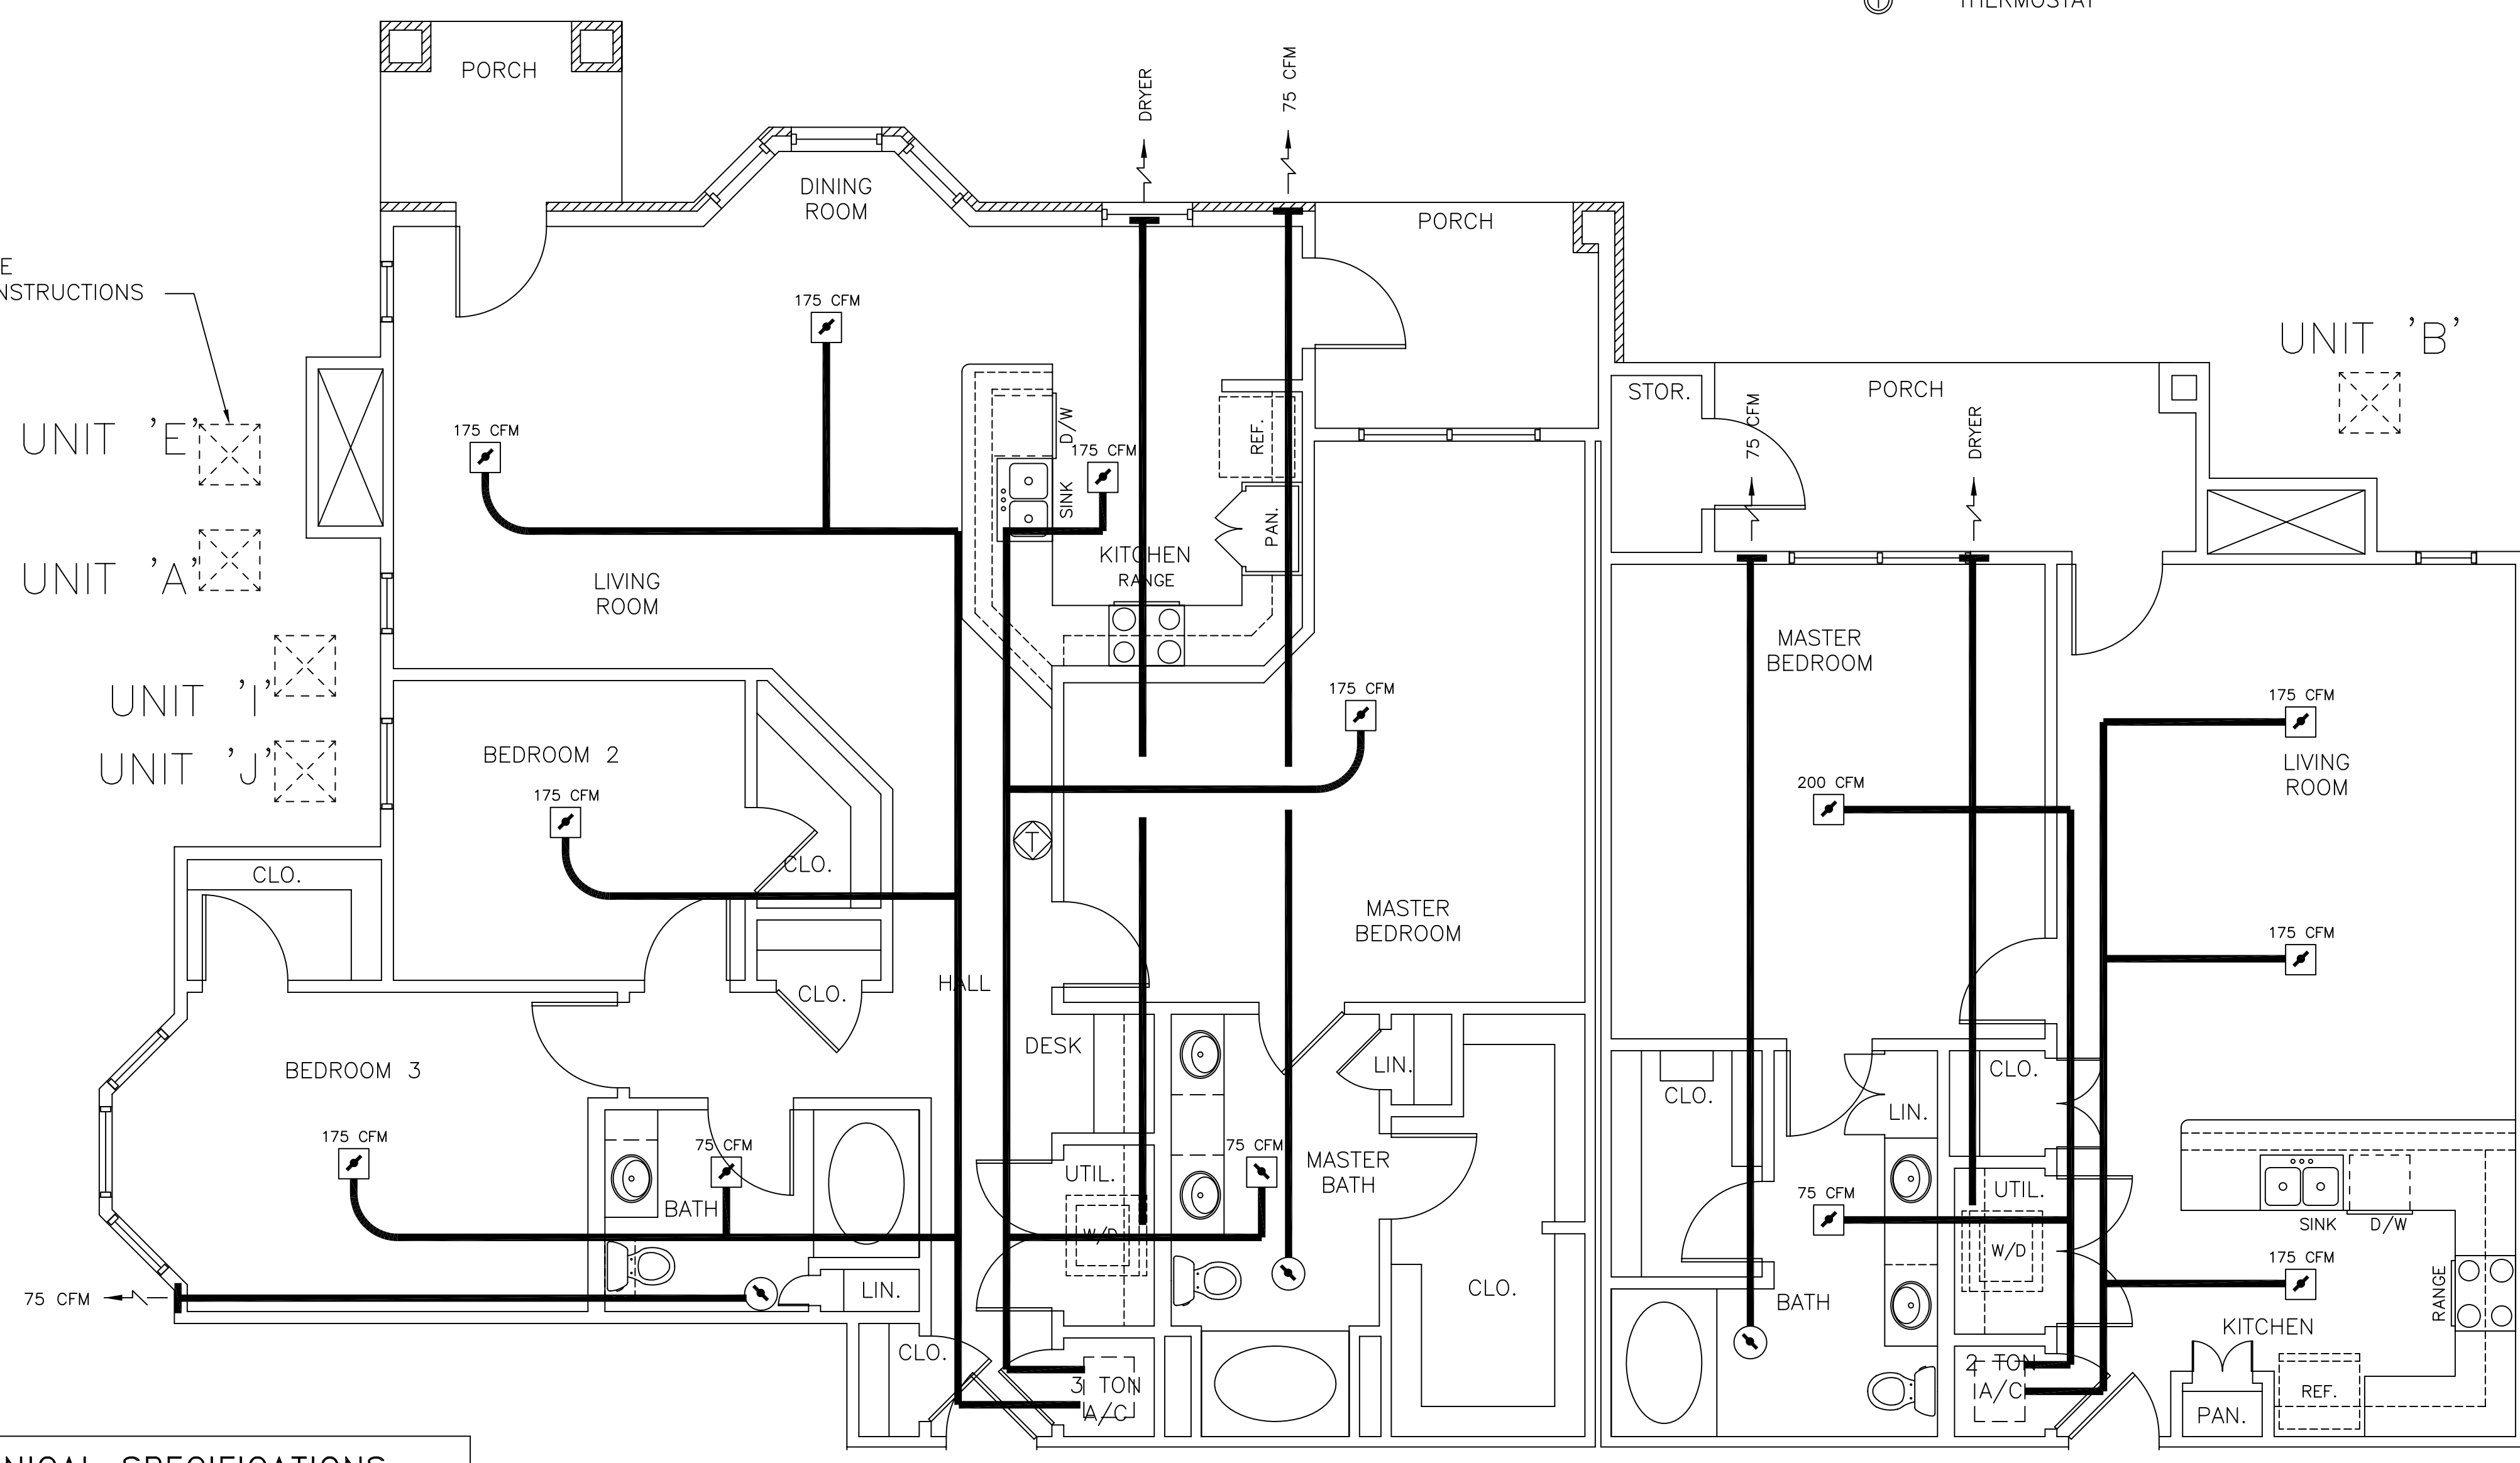 THERMOSTAT
T
PORCH
DRYER
75 CFM
DINING
ROOM
PORCH
E
NSTRUCTIONS
175 CFM
UNIT 'B'
STOR.
PORCH
UNIT 'E'
175 CFM
D/W
175 CFM
REF.
75 CFM
DRYER
SINK
PAN.
KITCHEN
RANGE
UNIT 'A'
LIVING
ROOM
MASTER
BEDROOM
UNIT 'I'
175 CFM
175 CFM
UNIT 'J'
BEDROOM 2
LIVING
ROOM
175 CFM
200 CFM
T
CLO.
CLO.
MASTER
BEDROOM
175 CFM
HALL
CLO.
DESK
BEDROOM 3
LIN.
CLO.
CLO.
LIN.
175 CFM
75 CFM
75 CFM
UTIL.
MASTER
BATH
75 CFM
UTIL.
BATH
W/D
W/D
SINK
D/W
175 CFM
75 CFM
LIN.
CLO.
BATH
RANGE
KITCHEN
CLO.
3 TON
A/C
2 TON
A/C
REF.
PAN.
NICAL SPECIFICATIONS